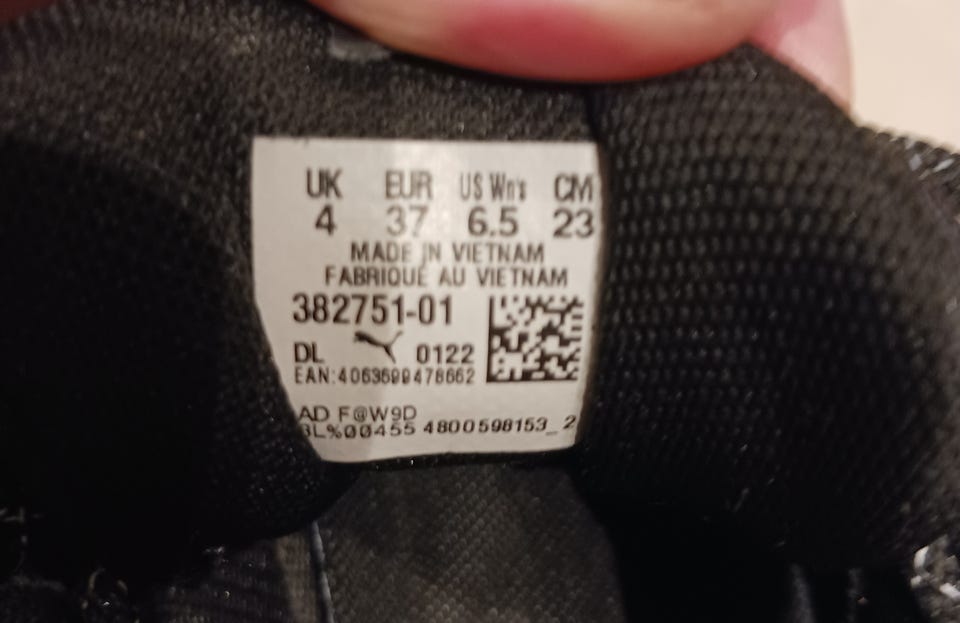 UK EUR US Wn's CM
4 37 6.5 23
MADE IN VIETNAM
FABRIQUÉ AU VIETNAM
382751-01
DL 0122
EAN:4063699478662
AD F@W9D
BL%00455 4800598153_2